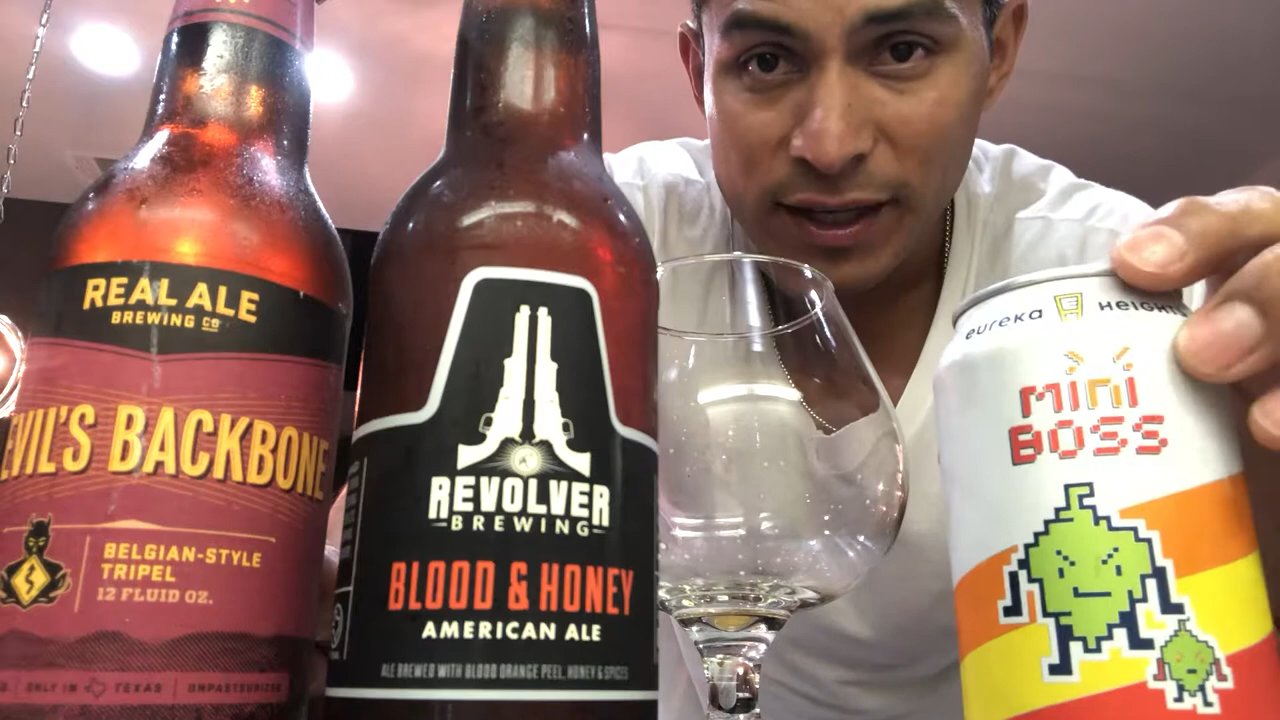 REAL ALE
BREWING CO
EVIL'S BACKBONE
BELGIAN-STYLE
TRIPEL
12 FLUID OZ.
ONLY IN TEXAS
UNPASTEURIZED
REVOLVER
BREWING
BLOOD & HONEY
AMERICAN ALE
ALE BREWED WITH BLOOD ORANGE PEEL, HONEY & SPICES
eureka HeiGHT
mini
BOSS